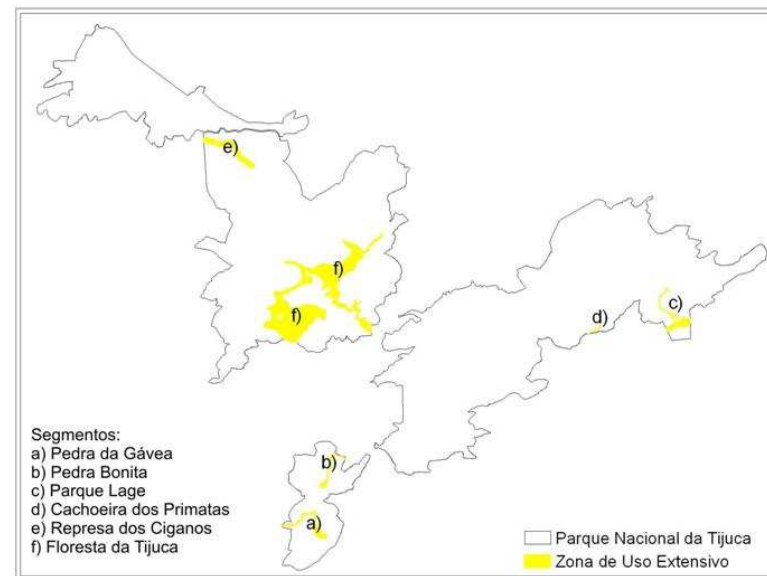 e)
f)
f)
c)
d)
b)
a)
Segmentos:
a) Pedra da Gávea
b) Pedra Bonita
c) Parque Lage
d) Cachoeira dos Primatas
e) Represa dos Ciganos
f) Floresta da Tijuca
Parque Nacional da Tijuca
Zona de Uso Extensivo